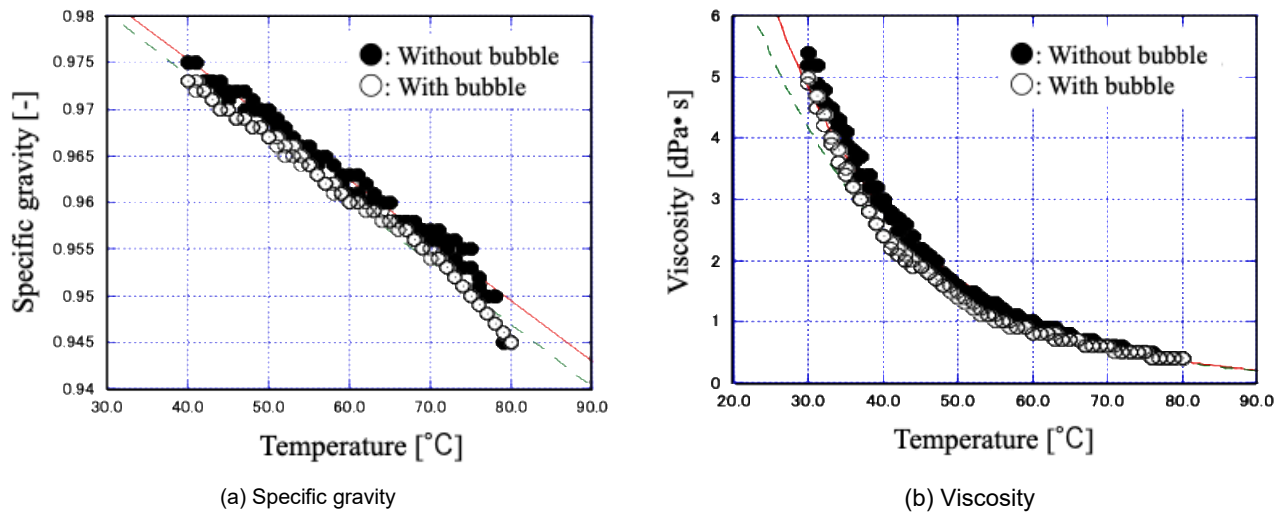 0.98
0.975
0.97
0.965
0.96
0.955
0.95
0.945
0.94
Specific gravity [-]
: Without bubble
: With bubble
30.0 40.0 50.0 60.0 70.0 80.0 90.0
Temperature [°C]
(a) Specific gravity
6
5
4
3
2
1
0
Viscosity [dPa• s]
: Without bubble
: With bubble
20.0 30.0 40.0 50.0 60.0 70.0 80.0 90.0
Temperature [°C]
(b) Viscosity